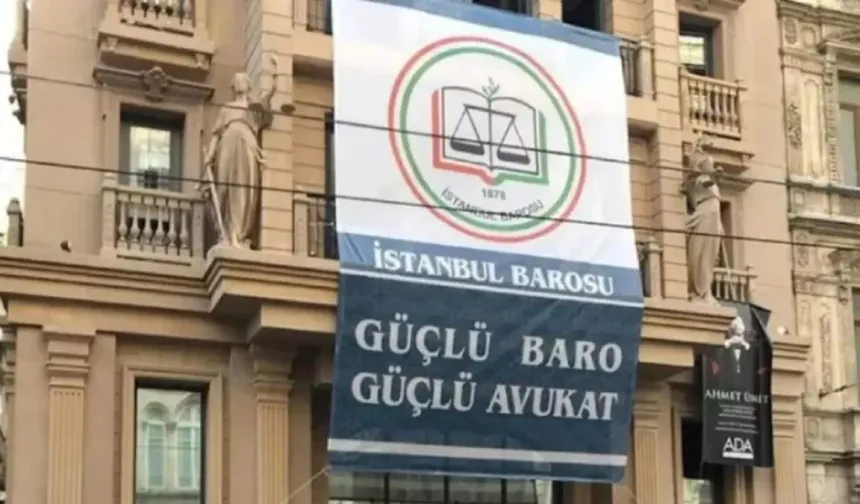 1878
İSTANBUL BAROSU
İSTANBUL BAROSU
GÜÇLÜ BARO
GÜÇLÜ AVUKAT
AHMET ÜMİT
ADA